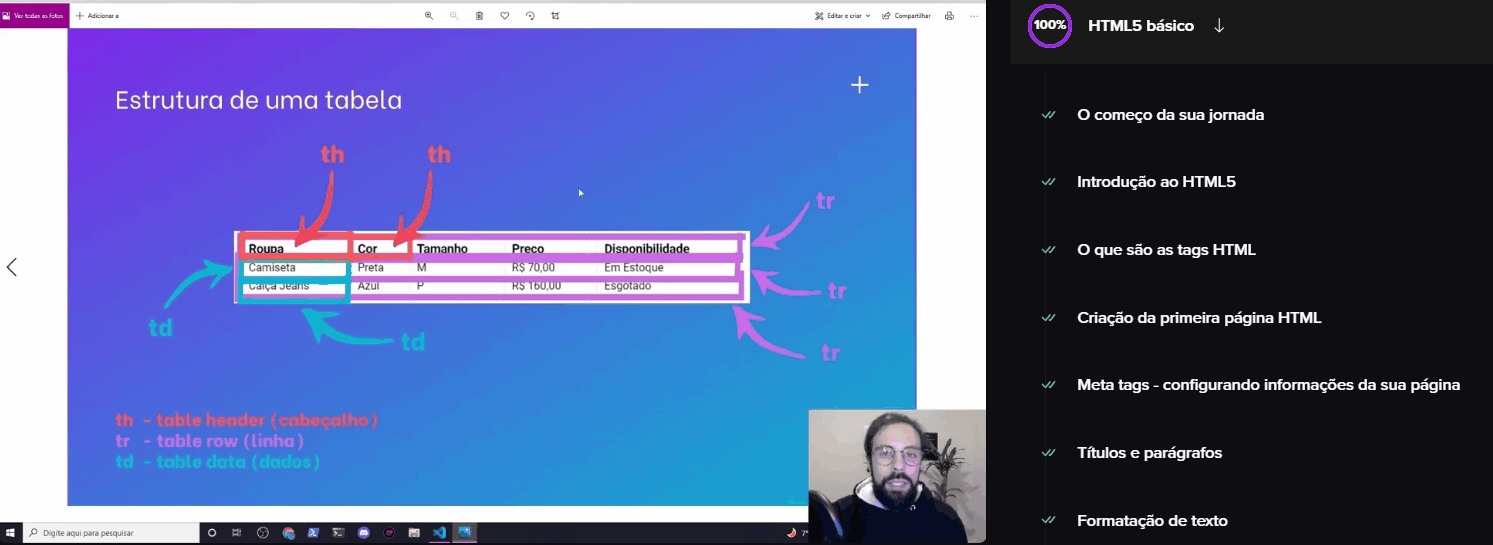 Ver todas as fotos
Adicionar a
Editar e criar
Compartilhar
Estrutura de uma tabela
th
th
tr
Roupa Cor Tamanho Preço Disponibilidade
Camiseta Preta M R$ 70,00 Em Estoque
Calça Jeans Azul P R$ 160,00 Esgotado
tr
td
td
tr
th - table header (cabeçalho)
tr - table row (linha)
td - table data (dados)
Digite aqui para pesquisar
100%
HTML5 básico
O começo da sua jornada
Introdução ao HTML5
O que são as tags HTML
Criação da primeira página HTML
Meta tags - configurando informações da sua página
Títulos e parágrafos
Formatação de texto